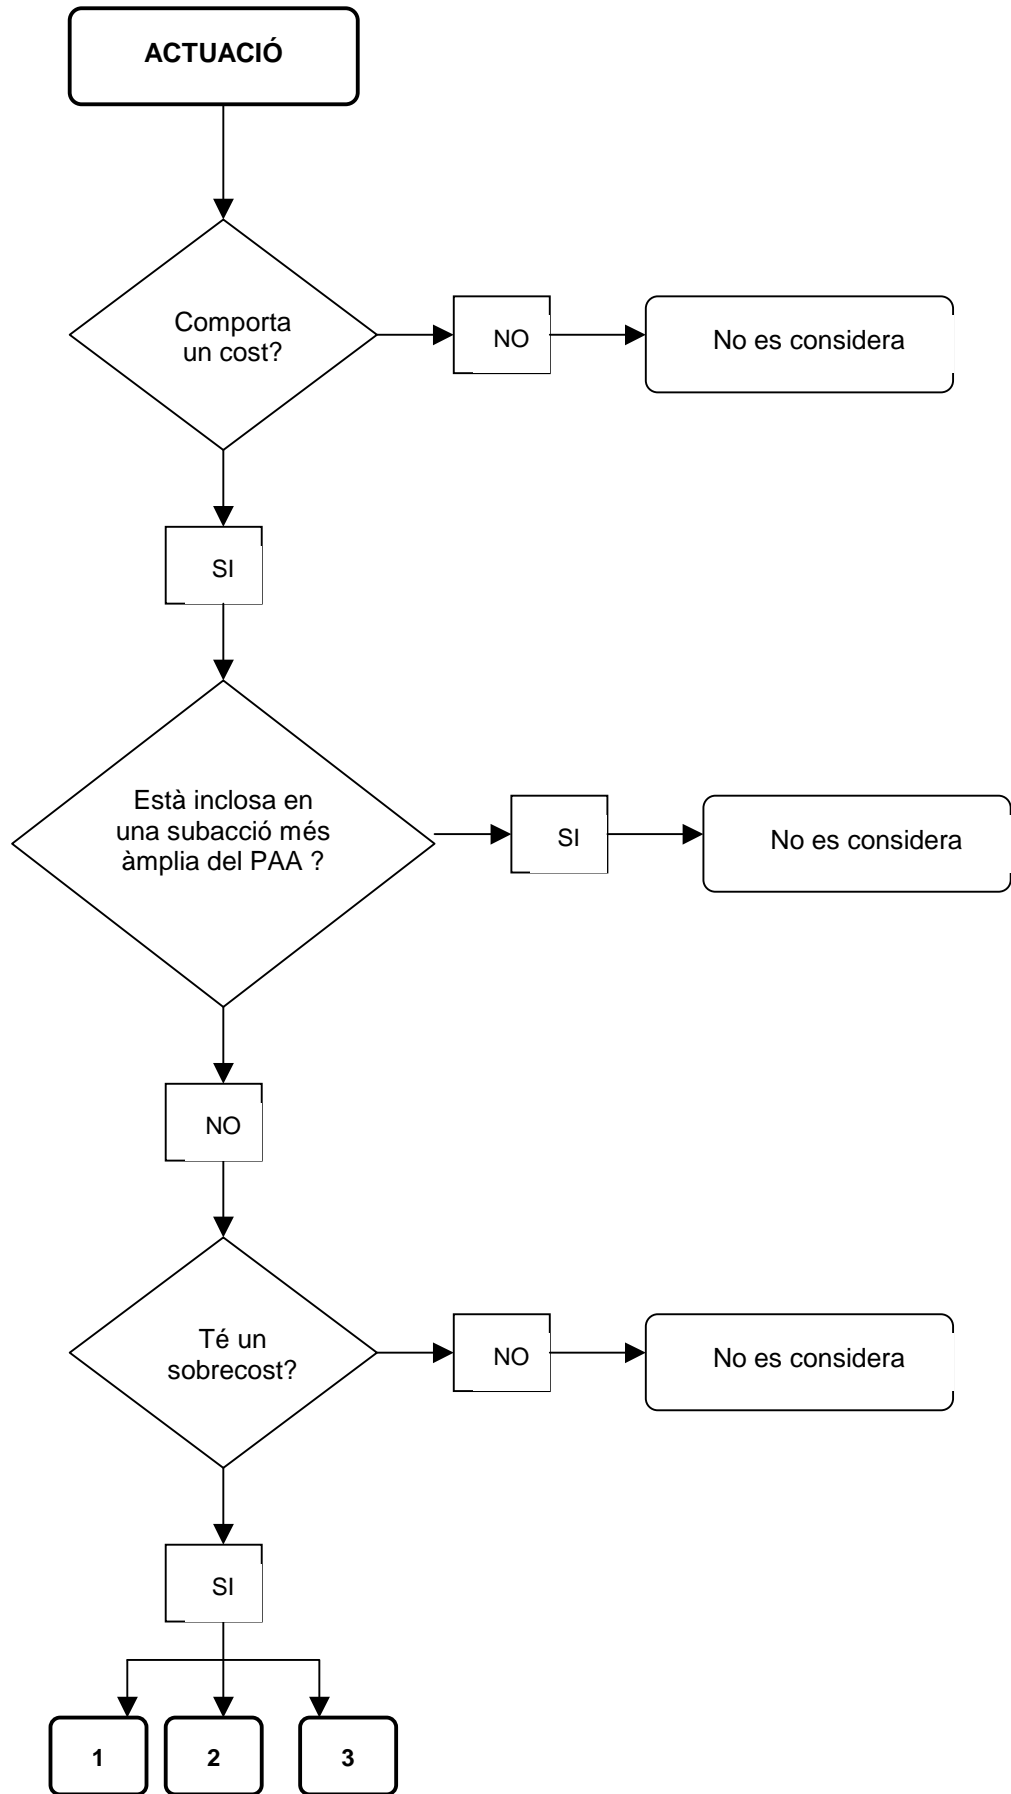 ACTUACIÓ
Comporta
un cost?
NO
No es considera
SI
Està inclosa en
una subacció més
àmplia del PAA ?
SI
No es considera
NO
Té un
sobrecost?
NO
No es considera
SI
1
2
3